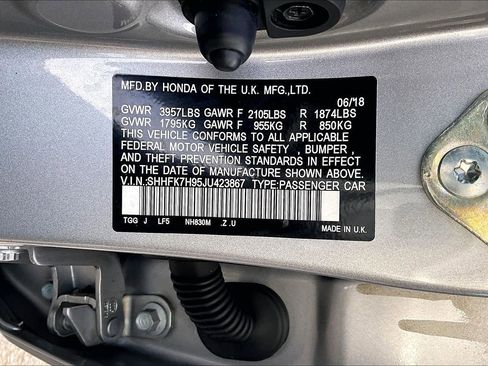 MFD.BY HONDA OF THE U.K. MFG.,LTD.
06/18
GVWR 3957LBS GAWR F 2105LBS R 1874LBS
GVWR 1795KG GAWR F 955KG R 850KG
THIS VEHICLE CONFORMS TO ALL APPLICABLE
FEDERAL MOTOR VEHICLE SAFETY , BUMPER ,
AND THEFT PREVENTION STANDARDS IN EFFECT
ON THE DATE OF MANUFACTURE SHOWN ABOVE.
V.I.N.:SHHFK7H95JU423867 TYPE:PASSENGER CAR
TGG J LF5 NH830M .Z .U
MADE IN U.K.